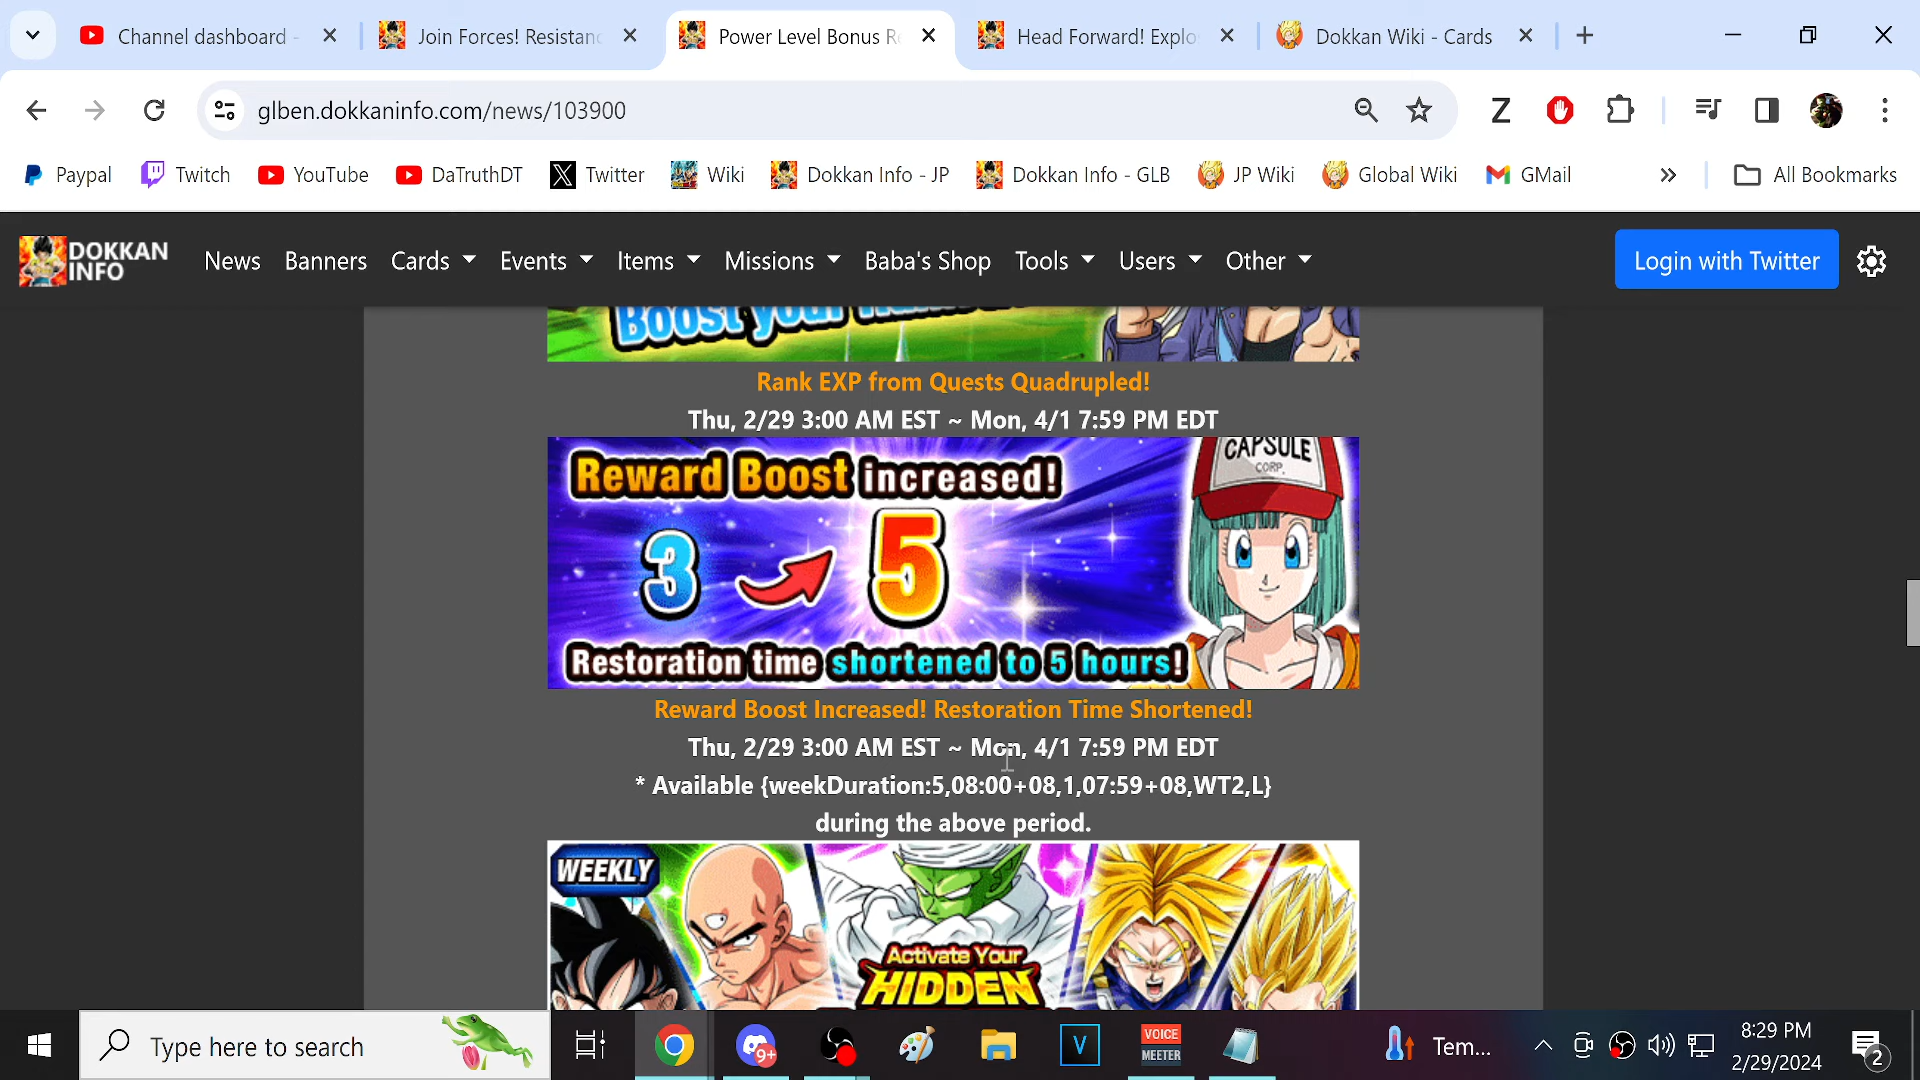 Channel dashboard -
Join Forces! Resistanc
Power Level Bonus Re
Head Forward! Explo
Dokkan Wiki - Cards
glben.dokkaninfo.com/news/103900
Paypal
Twitch
YouTube
DaTruthDT
Twitter
Wiki
Dokkan Info - JP
Dokkan Info - GLB
JP Wiki
Global Wiki
GMail
All Bookmarks
DOKKAN
INFO
News
Banners
Cards
Events
Items
Missions
Baba's Shop
Tools
Users
Other
Login with Twitter
Rank EXP from Quests Quadrupled!
Thu, 2/29 3:00 AM EST ~ Mon, 4/1 7:59 PM EDT
CAPSULE
CORP.
Reward Boost increased!
3 5
Restoration time shortened to 5 hours!
Reward Boost Increased! Restoration Time Shortened!
Thu, 2/29 3:00 AM EST ~ Mon, 4/1 7:59 PM EDT
* Available {weekDuration:5,08:00+08,1,07:59+08,WT2,L}
during the above period.
WEEKLY
Activate Your
HIDDEN
Type here to search
9+
V
VOICE
MEETER
Tem...
8:29 PM
2/29/2024
2